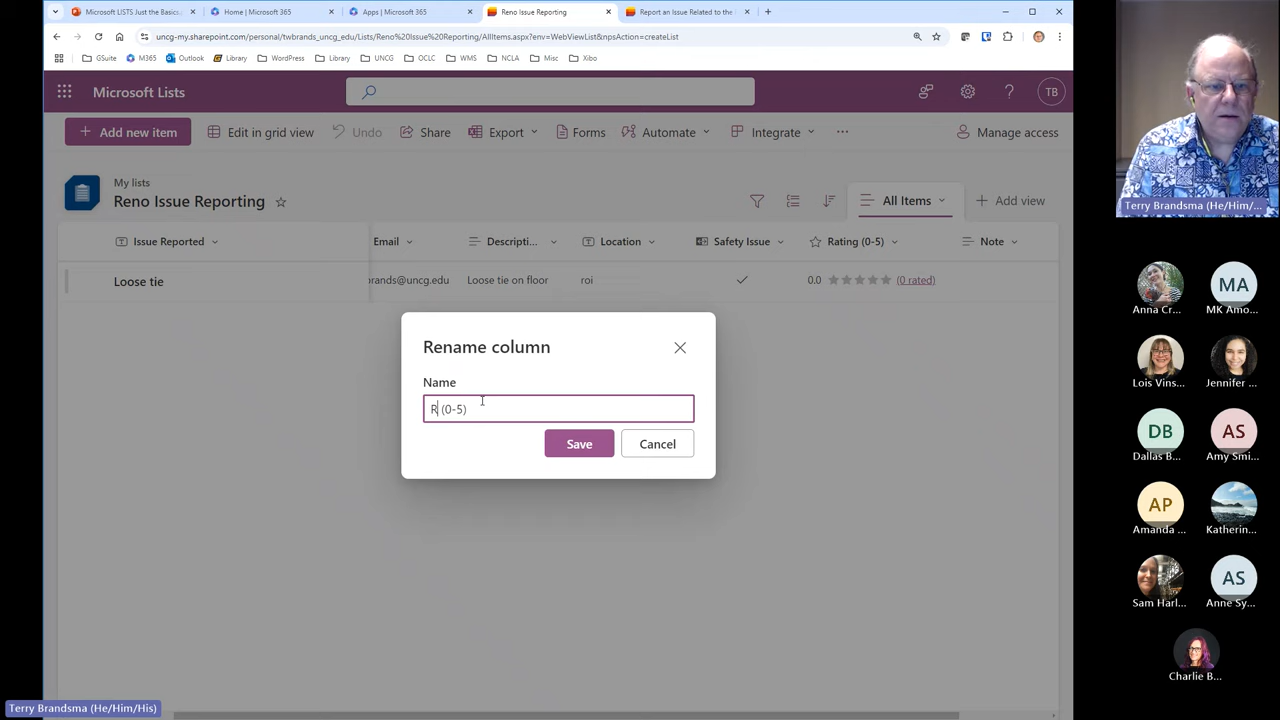 Microsoft LISTS Just the Basics.
Home | Microsoft 365
Apps | Microsoft 365
Reno Issue Reporting
Report an Issue Related to the
uncg-my.sharepoint.com/personal/twbrands_uncg_edu/Lists/Reno%20Issue%20Reporting/AllItems.aspx?env=WebViewList&npsAction=createList
GSuite
M365
Outlook
Library
WordPress
Library
UNCG
OCLC
WMS
NCLA
Misc
Xibo
Microsoft Lists
TB
Add new item
Edit in grid view
Undo
Share
Export
Forms
Automate
Integrate
Manage access
My lists
Reno Issue Reporting
All Items
Add view
Issue Reported
Email
Descripti...
Location
Safety Issue
Rating (0-5)
Note
Loose tie
brands@uncg.edu
Loose tie on floor
roi
0.0
(0 rated)
Rename column
Name
R (0-5)
Save
Cancel
Terry Brandsma (He/Him/...
Anna Cr...
MA
MK Amo...
Lois Vins...
Jennifer ...
DB
Dallas B...
AS
Amy Smi...
AP
Amanda ...
Katherin...
Sam Harl...
AS
Anne Sy...
Charlie B...
Terry Brandsma (He/Him/His)